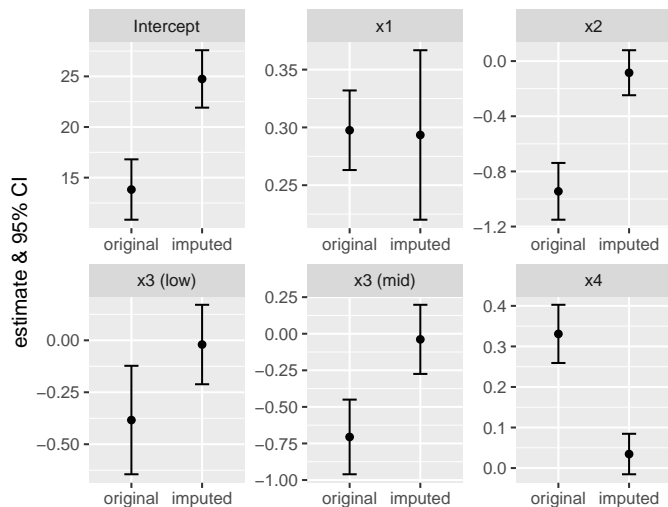 Intercept
x1
x2
25
20
15
0.35
0.30
0.25
0.0
−0.4
−0.8
−1.2
original imputed
original imputed
original imputed
estimate & 95% CI
x3 (low)
x3 (mid)
x4
0.00
−0.25
−0.50
0.25
0.00
−0.25
−0.50
−0.75
−1.00
0.4
0.3
0.2
0.1
0.0
original imputed
original imputed
original imputed